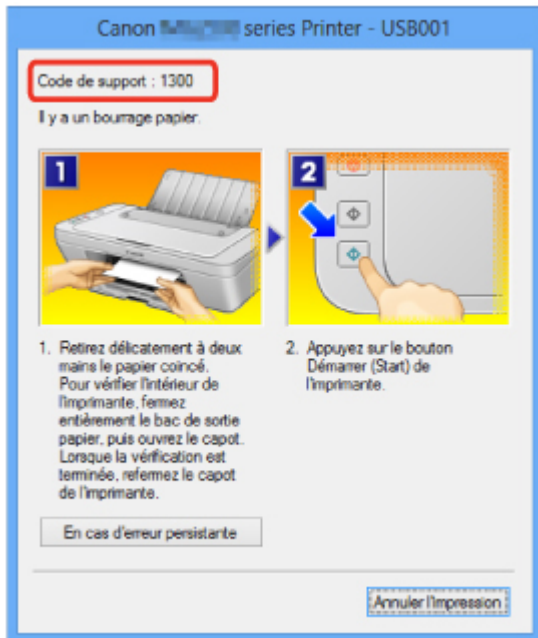 Canon series Printer - USB001
Code de support : 1300
Il y a un bourrage papier.
1
2
1. Retirez délicatement à deux
mains le papier coincé.
Pour vérifier l'intérieur de
l'imprimante, fermez
entièrement le bac de sortie
papier, puis ouvrez le capot.
Lorsque la vérification est
terminée, refermez le capot
de l'imprimante.
2. Appuyez sur le bouton
Démarrer (Start) de
l'imprimante.
En cas d'erreur persistante
Annuler l'impression